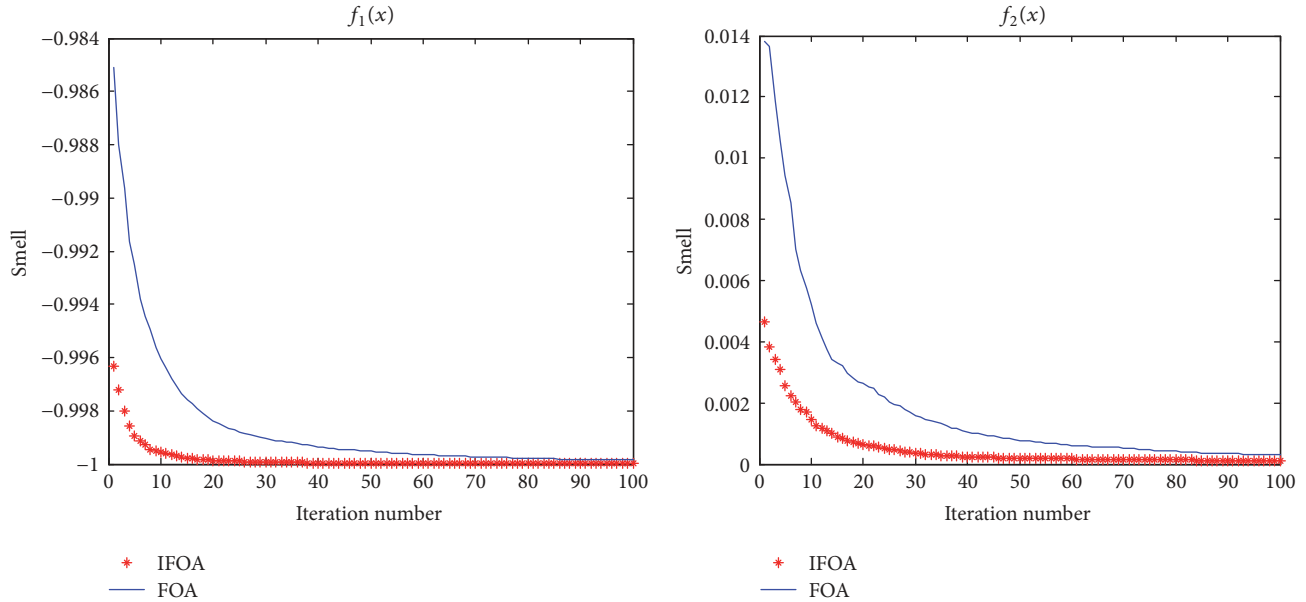 f₁(x)
−0.984
−0.986
−0.988
−0.99
−0.992
−0.994
−0.996
−0.998
−1
Smell
0 10 20 30 40 50 60 70 80 90 100
Iteration number
IFOA
FOA
f₂(x)
0.014
0.012
0.01
0.008
0.006
0.004
0.002
0
Smell
0 10 20 30 40 50 60 70 80 90 100
Iteration number
IFOA
FOA